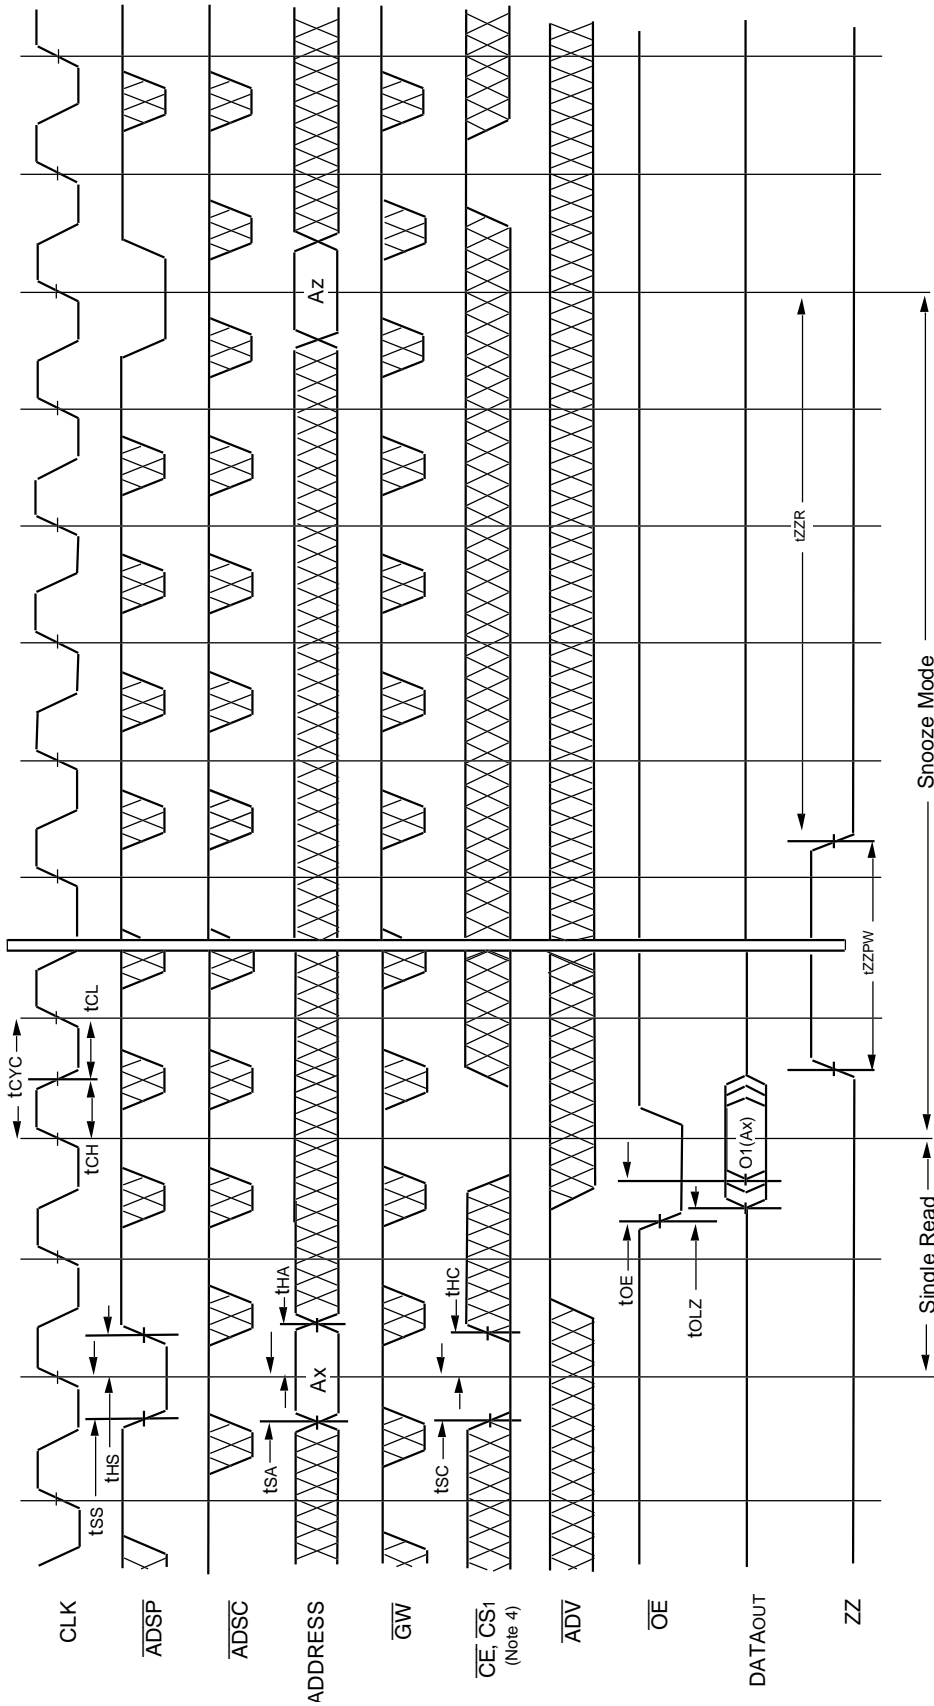 CLK
tSS
tHS
tCH
tCYC
tCL
ADSP
ADSC
ADDRESS
tSA
tHA
Ax
Az
GW
CE, CS1
(Note 4)
tSC
tHC
ADV
OE
tOE
tOLZ
DATAOUT
O1(Ax)
ZZ
tZZPW
tZZR
Single Read
Snooze Mode